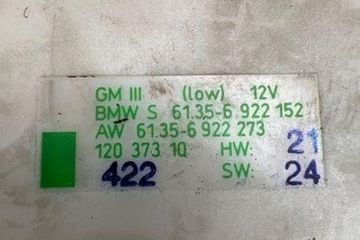 GM III (low) 12V
BMW S 61.35-6 922 152
AW 61.35-6 922 273
120 373 10 HW: 21
422 SW: 24